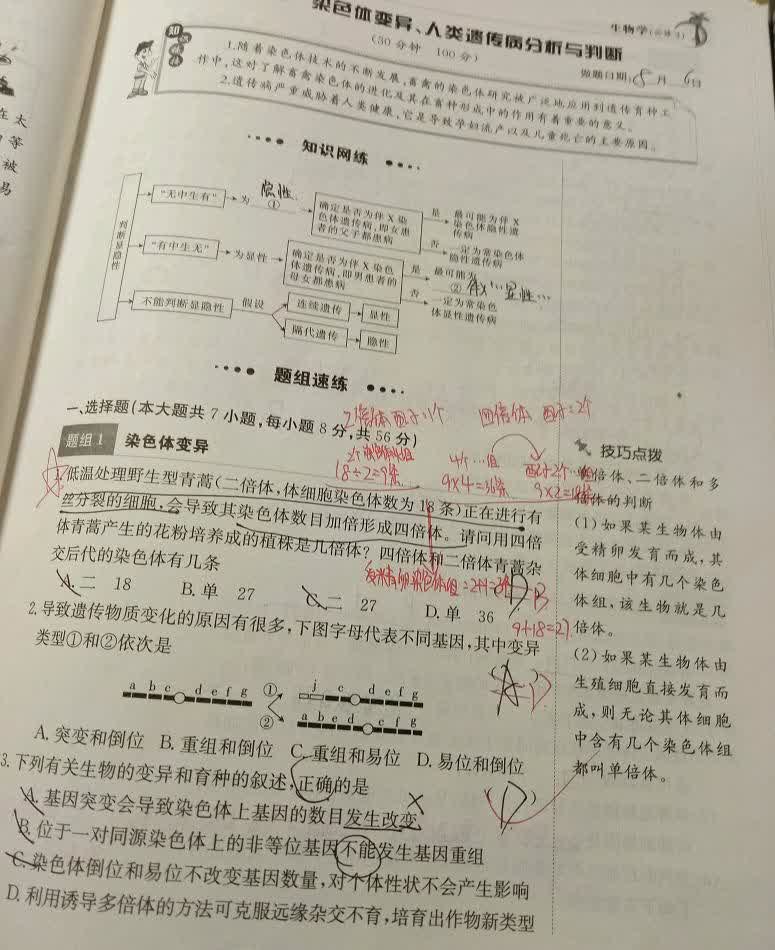 生物学(必修2)
染色体变异、人类遗传病分析与判断
(30分钟 100分)
做题日期:5月6日
1.随着染色体技术的不断发展,畜禽的染色体研究被广泛地应用到遗传育种工
作中,这对了解畜禽染色体的进化及其在畜种形成中的作用有着重要的意义。
2.遗传病严重威胁着人类健康,它是导致孕妇流产以及儿童死亡的主要原因。
知识网练
判断显隐性
“无中生有”
为
隐性
①
确定是否为伴X染
色体遗传病,即女患
者的父子都患病
是
最可能为伴X
染色体隐性遗
传病
否
一定为常染色体
隐性遗传病
“有中生无”
为显性
确定是否为伴X染色
体遗传病,即男患者的
母女都患病
是
最可能为
②伴X…显性…
否
一定为常染色
体显性遗传病
不能判断显隐性
假设
连续遗传
显性
隔代遗传
隐性
题组速练
一、选择题(本大题共7小题,每小题8分,共56分)
2倍体配子=1个
四倍体 配子=2个
题组1 染色体变异
18÷2=9条
4个…组
9×4=36条
配子2个…组
9×2=18条
1.低温处理野生型青蒿(二倍体,体细胞染色体数为18条)正在进行有
丝分裂的细胞,会导致其染色体数目加倍形成四倍体。请问用四倍
体青蒿产生的花粉培养成的植株是几倍体?四倍体和二倍体青蒿杂
交后代的染色体有几条
受精卵染色体组=2+1=3个
B
A.二 18 B.单 27 C.二 27 D.单 36
9+18=27.
2.导致遗传物质变化的原因有很多,下图字母代表不同基因,其中变异
类型①和②依次是
a b c d e f g
①
j c d e f g
②
a b e d c f g
A.突变和倒位 B.重组和倒位 C.重组和易位 D.易位和倒位
3.下列有关生物的变异和育种的叙述,正确的是
(D)
A.基因突变会导致染色体上基因的数目发生改变
B.位于一对同源染色体上的非等位基因不能发生基因重组
C.染色体倒位和易位不改变基因数量,对个体性状不会产生影响
D.利用诱导多倍体的方法可克服远缘杂交不育,培育出作物新类型
技巧点拨
单倍体、二倍体和多
倍体的判断
(1)如果某生物体由
受精卵发育而成,其
体细胞中有几个染色
体组,该生物就是几
倍体。
(2)如果某生物体由
生殖细胞直接发育而
成,则无论其体细胞
中含有几个染色体组
都叫单倍体。